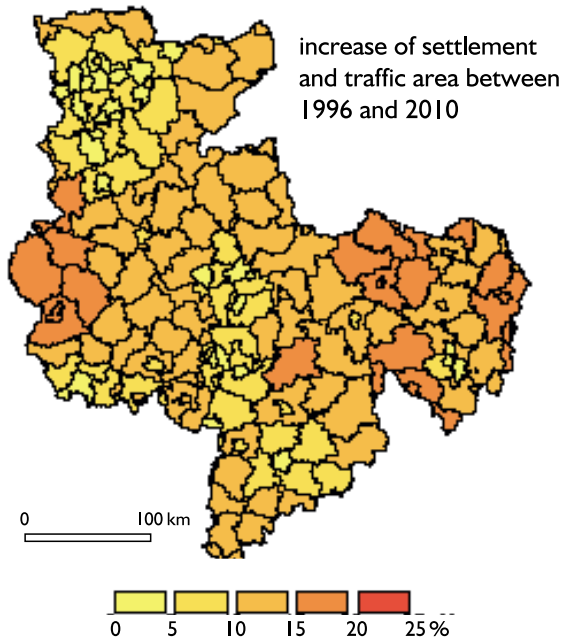 increase of settlement
and traffic area between
1996 and 2010
0 100 km
0 5 10 15 20 25 %